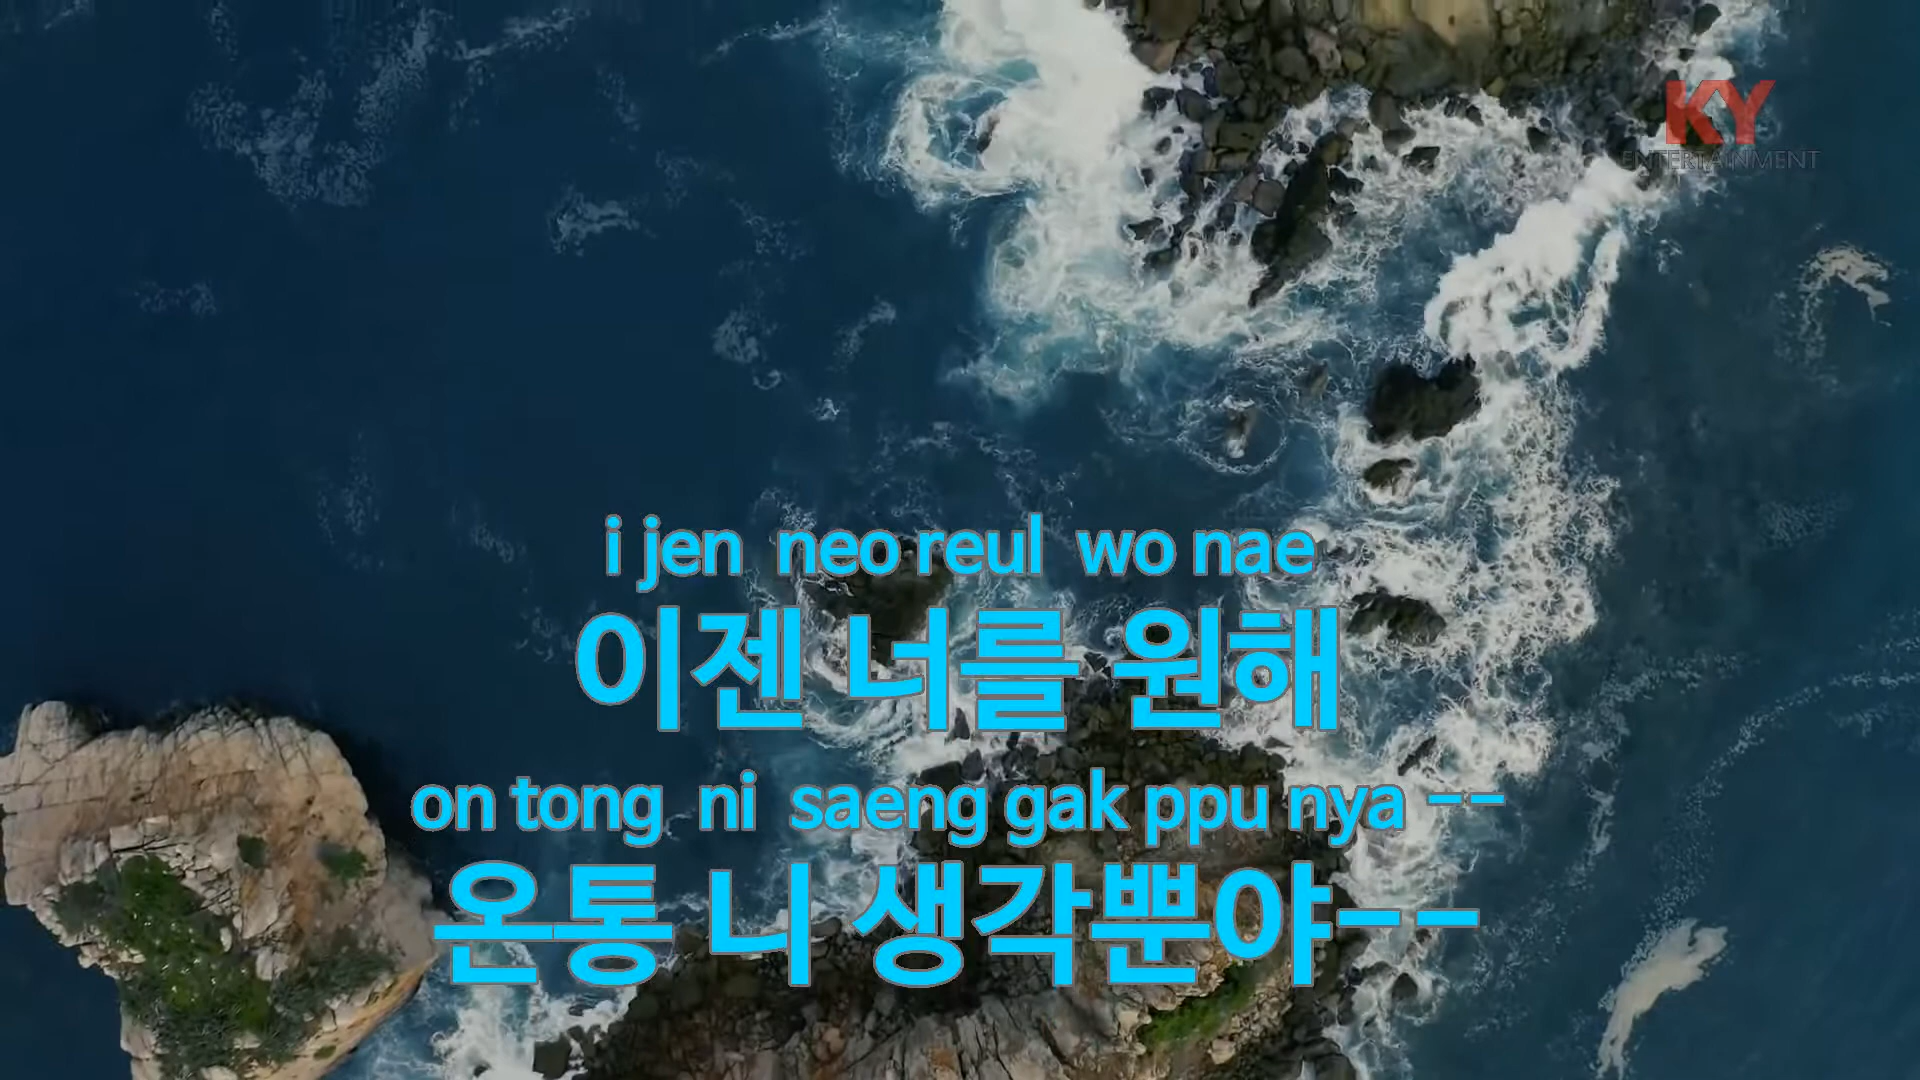 KY
ENTERTAINMENT
i jen neo reul wo nae
이젠 너를 원해
on tong ni saeng gak ppu nya --
온통 니 생각뿐야--